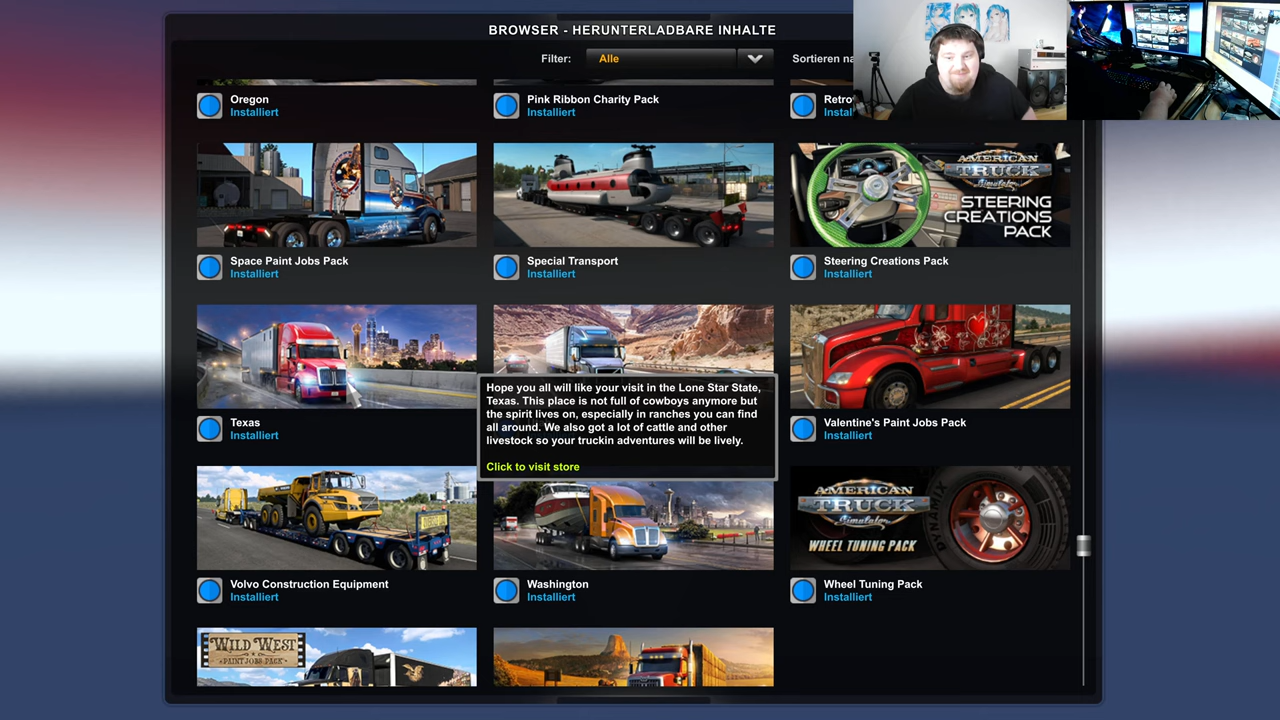 BROWSER - HERUNTERLADBARE INHALTE
Filter:
Alle
Sortieren na
Oregon
Installiert
Pink Ribbon Charity Pack
Installiert
Retro
Instal
AMERICAN
TRUCK
Simulator
STEERING
CREATIONS
PACK
Space Paint Jobs Pack
Installiert
Special Transport
Installiert
Steering Creations Pack
Installiert
Hope you all will like your visit in the Lone Star State,
Texas. This place is not full of cowboys anymore but
the spirit lives on, especially in ranches you can find
all around. We also got a lot of cattle and other
livestock so your truckin adventures will be lively.
Click to visit store
Texas
Installiert
Valentine's Paint Jobs Pack
Installiert
AMERICAN
TRUCK
Simulator
WHEEL TUNING PACK
DYNAMIX
Volvo Construction Equipment
Installiert
Washington
Installiert
Wheel Tuning Pack
Installiert
WILD WEST
PAINT JOBS PACK